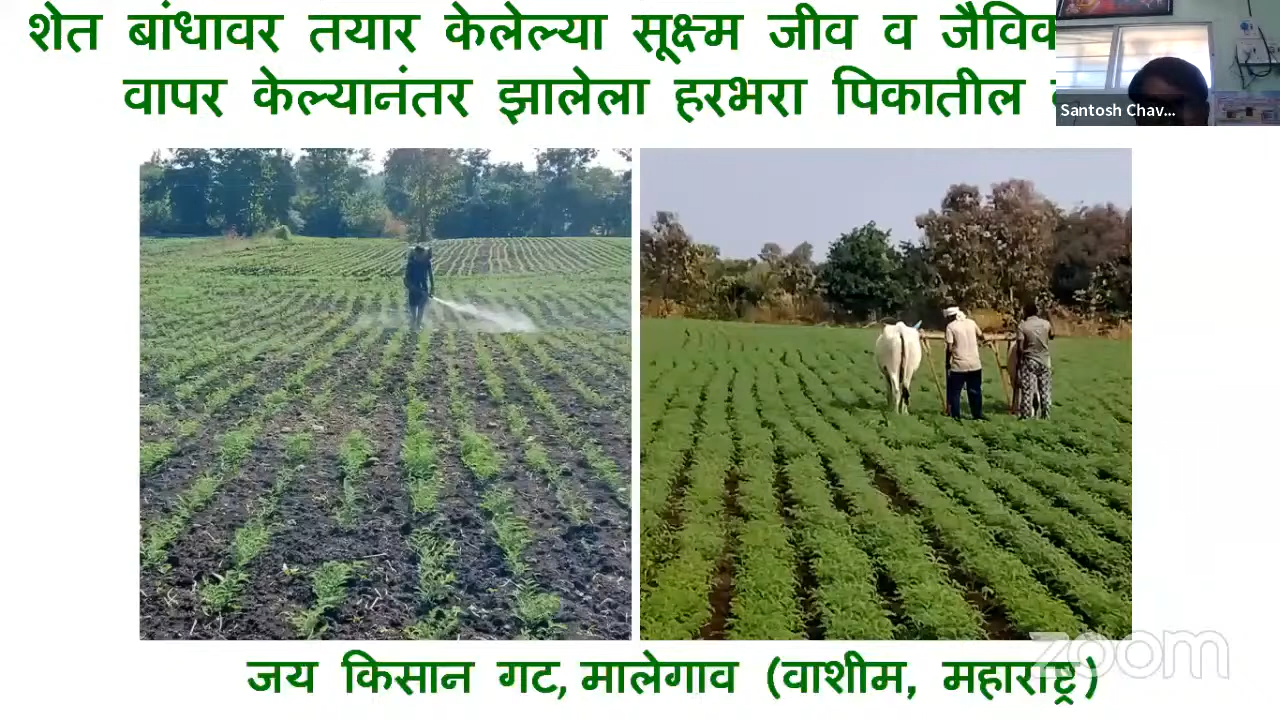 शेत बांधावर तयार केलेल्या सूक्ष्म जीव व जैविक
वापर केल्यानंतर झालेला हरभरा पिकातील
Santosh Chav...
जय किसान गट, मालेगाव (वाशीम, महाराष्ट्र)
zoom